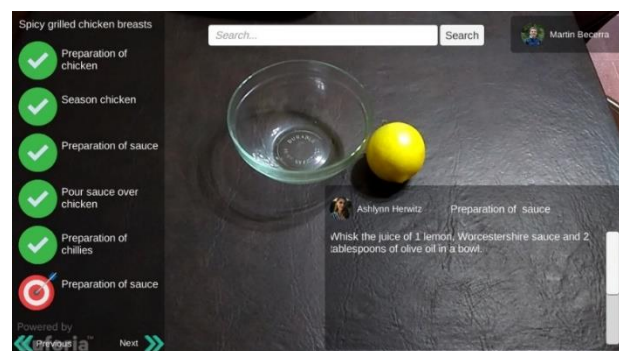 Spicy grilled chicken breasts
Preparation of
chicken
Season chicken
Preparation of sauce
Pour sauce over
chicken
Preparation of
chillies
Preparation of sauce
Powered by
vuforia™
Previous
Next
Search...
Search
Martin Becerra
DURABLE
Ashlynn Herwitz
Preparation of sauce
Whisk the juice of 1 lemon, Worcestershire sauce and 2
tablespoons of olive oil in a bowl.